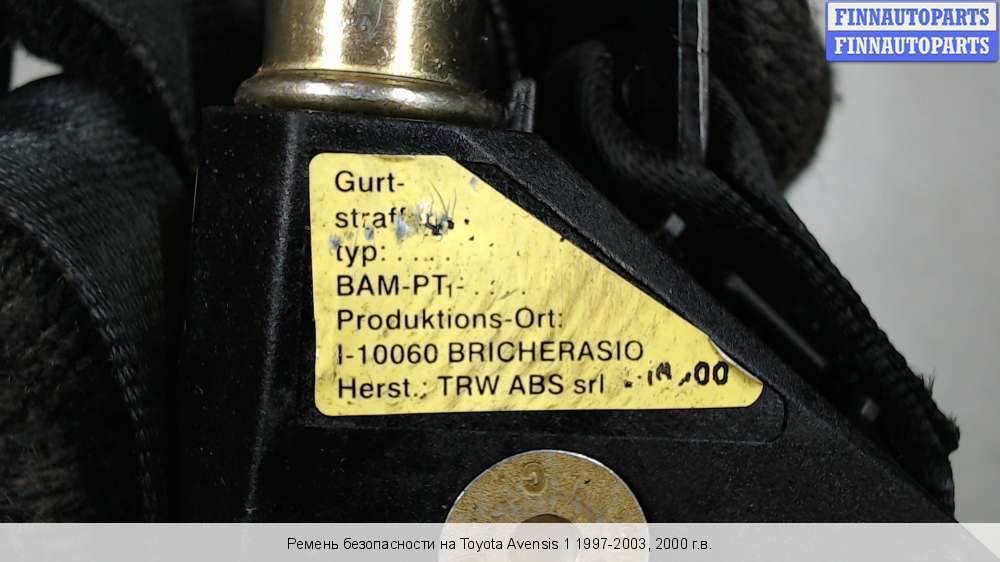 FINNAUTOPARTS
FINNAUTOPARTS
Gurt-
typ:
BAM-PT1-
Produktions-Ort:
I-10060 BRICHERASIO
Herst.: TRW ABS srl
Ремень безопасности на Toyota Avensis 1 1997-2003, 2000 г.в.